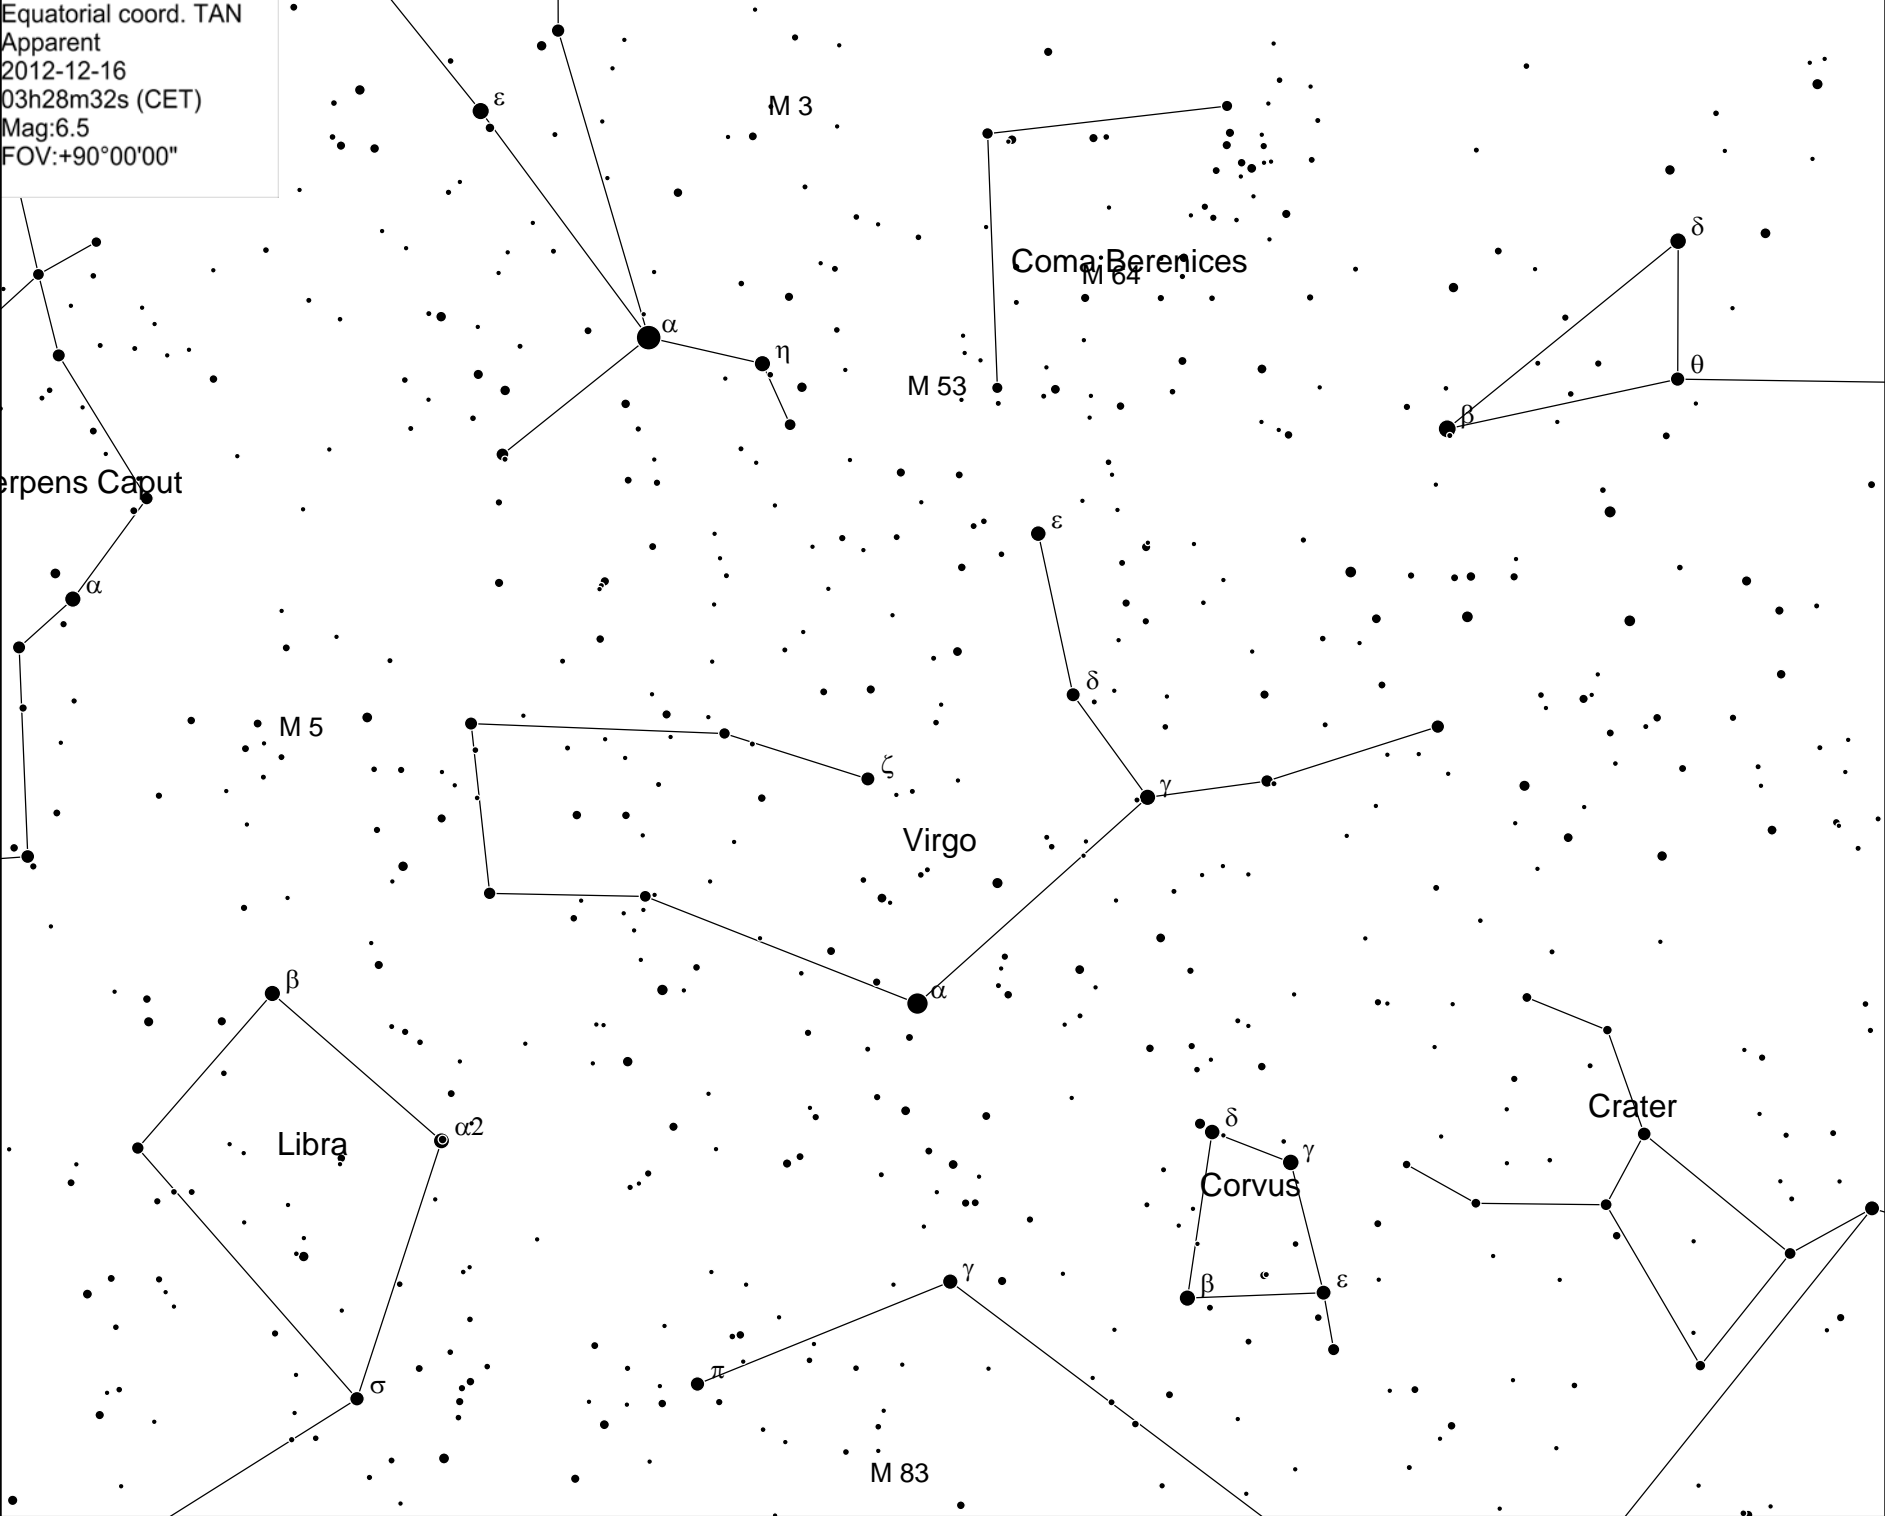 Equatorial coord. TAN
Apparent
2012-12-16
03h28m32s (CET)
Mag:6.5
FOV:+90°00'00"
ε
M 3
δ
Coma Berenices
M 64
α
η
θ
M 53
β
erpens Caput
ε
α
δ
M 5
ζ
γ
Virgo
β
α
Crater
Libra
α2
δ
γ
Corvus
γ
β
ε
π
σ
M 83